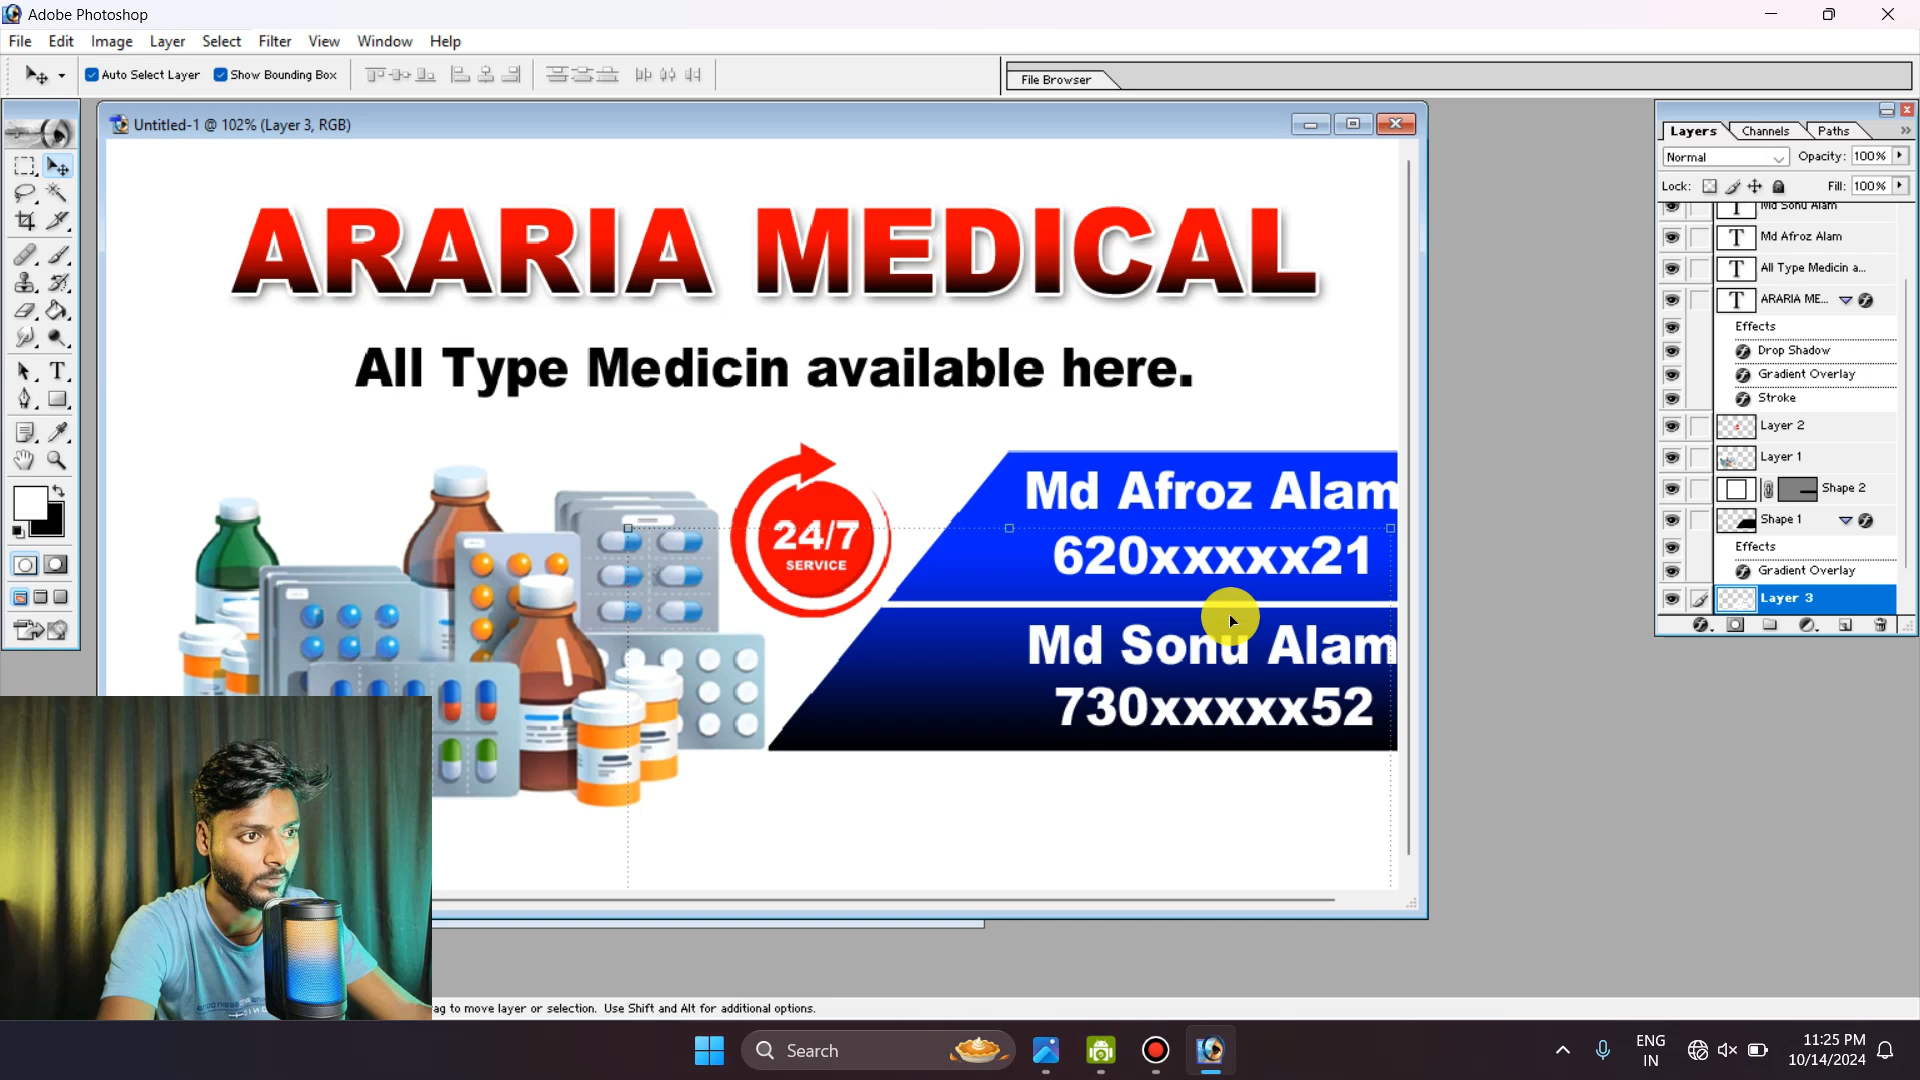 Adobe Photoshop
File Edit Image Layer Select Filter View Window Help
Auto Select Layer Show Bounding Box
File Browser
Untitled-1 @ 102% (Layer 3, RGB)
Layers Channels Paths
Normal Opacity: 100%
Lock: Fill: 100%
Md Sonu Alam
Md Afroz Alam
All Type Medicin a...
ARARIA ME...
Effects
Drop Shadow
Gradient Overlay
Stroke
Layer 2
Layer 1
Shape 2
Shape 1
Effects
Gradient Overlay
Layer 3
ARARIA MEDICAL
All Type Medicin available here.
24/7
SERVICE
Md Afroz Alam
620xxxxx21
Md Sonu Alam
730xxxxx52
ag to move layer or selection. Use Shift and Alt for additional options.
Search
ENG
IN
11:25 PM
10/14/2024